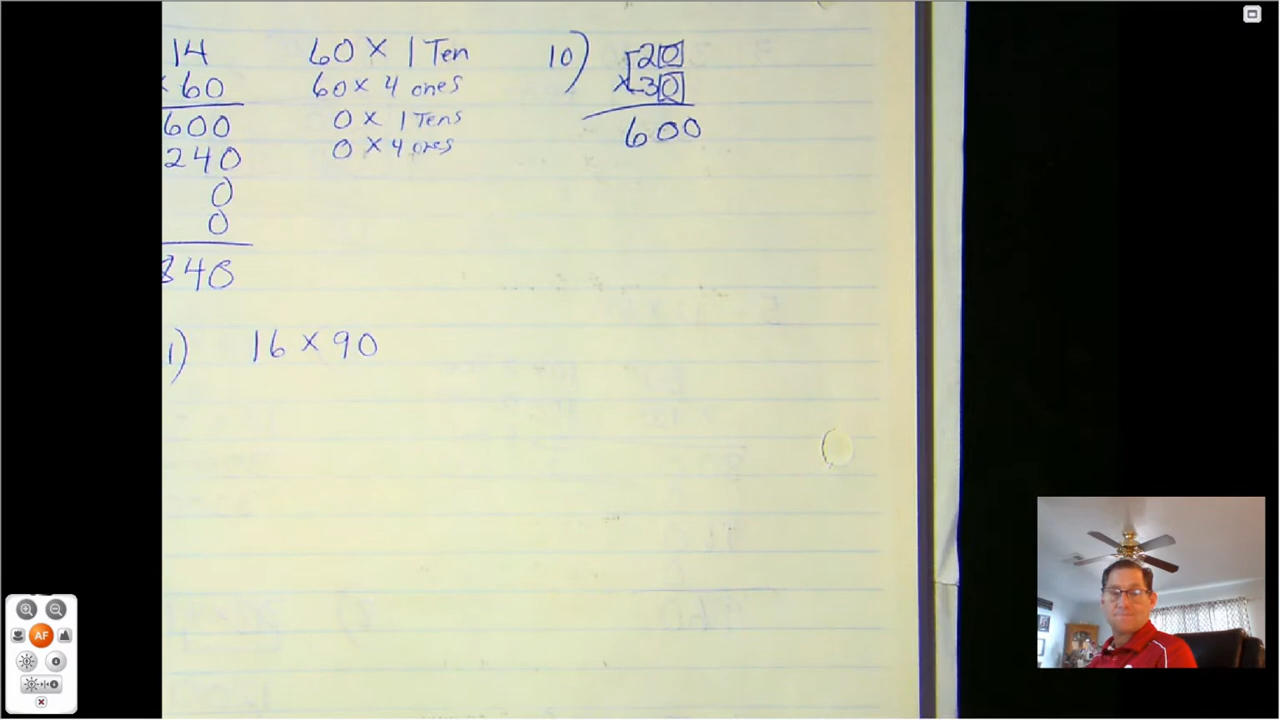 14
× 60
600
240
0
0
840
60 × 1 Ten
60 × 4 ones
0 × 1 Tens
0 × 4 ones
10) 20
× 30
600
1) 16 × 90
AF